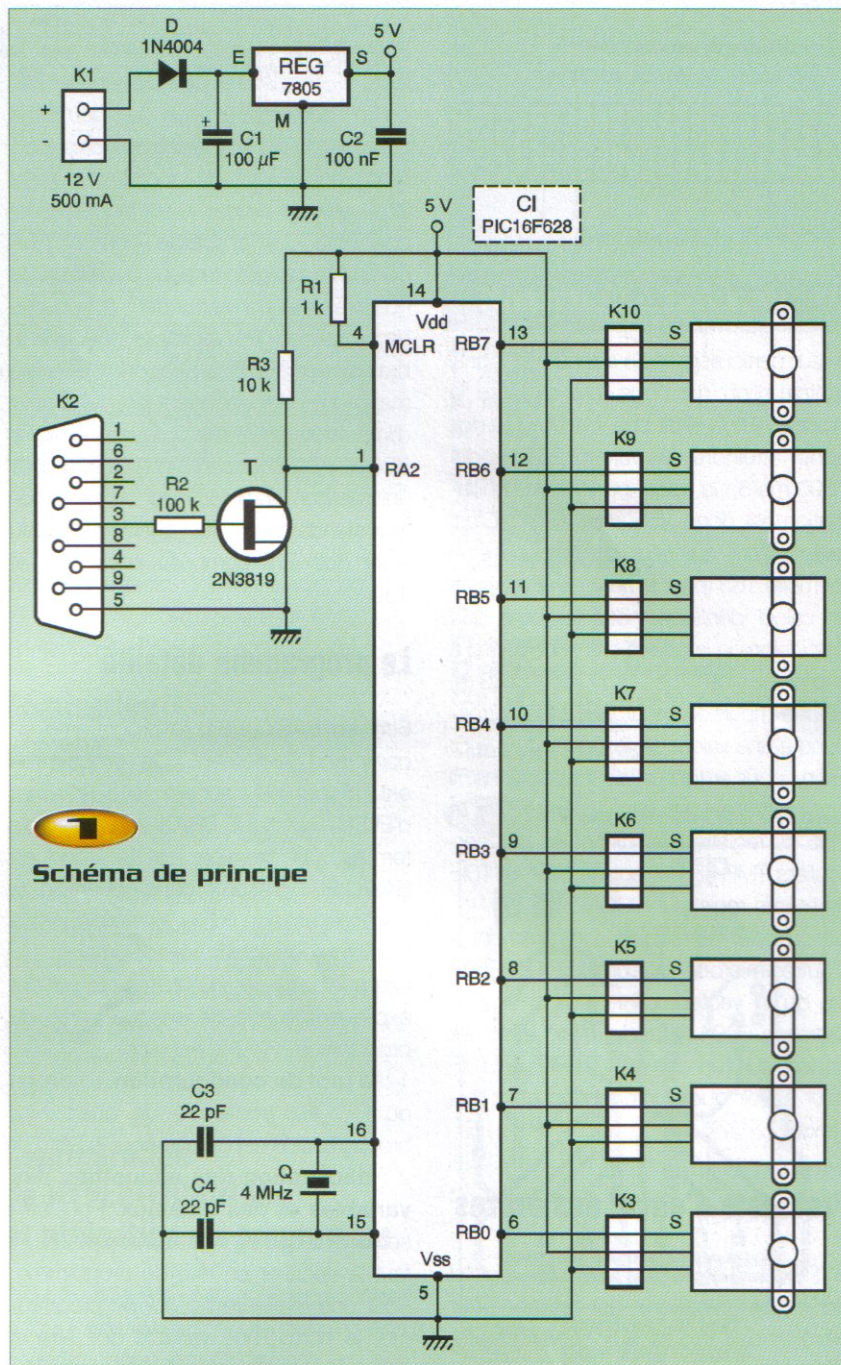 D
1N4004
K1
+
-
12 V
500 mA
E
REG
7805
S
M
5 V
+
C1
100 µF
C2
100 nF
5 V
CI
PIC16F628
R1
1 k
R3
10 k
14
Vdd
4
MCLR
K2
1
6
2
7
3
8
4
9
5
R2
100 k
T
2N3819
1
RA2
RB7
13
K10
S
RB6
12
K9
S
RB5
11
K8
S
RB4
10
K7
S
RB3
9
K6
S
RB2
8
K5
S
RB1
7
K4
S
RB0
6
K3
S
1
Schéma de principe
C3
22 pF
C4
22 pF
Q
4 MHz
16
15
Vss
5